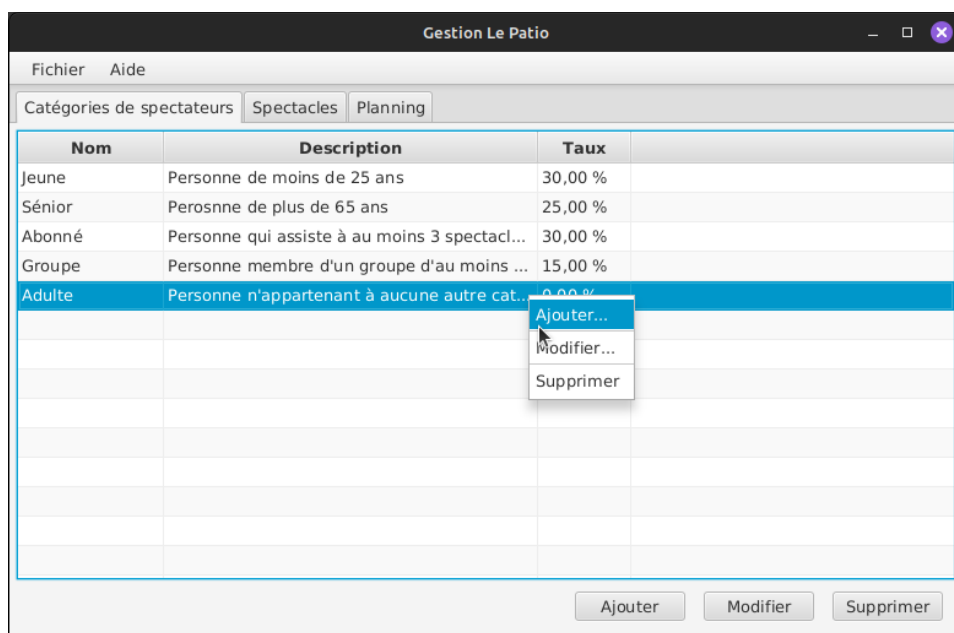 Gestion Le Patio
Fichier Aide
Catégories de spectateurs Spectacles Planning
Nom Description Taux
Jeune Personne de moins de 25 ans 30,00 %
Sénior Perosnne de plus de 65 ans 25,00 %
Abonné Personne qui assiste à au moins 3 spectacl... 30,00 %
Groupe Personne membre d'un groupe d'au moins ... 15,00 %
Adulte Personne n'appartenant à aucune autre cat... 0,00 %
Ajouter...
Modifier...
Supprimer
Ajouter Modifier Supprimer